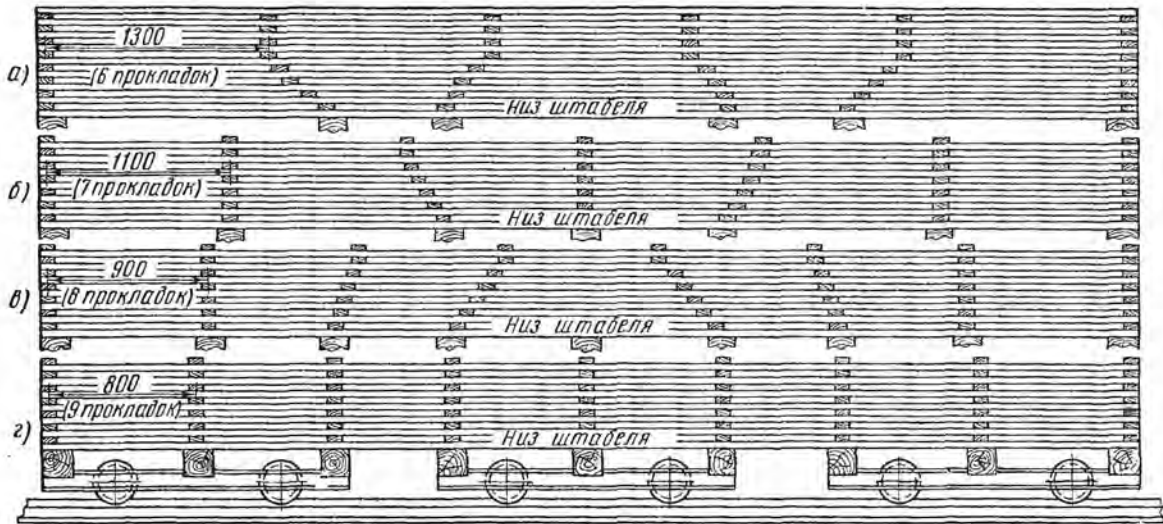 1300
(6 прокладок)
а)
Низ штабеля
1100
(7 прокладок)
б)
Низ штабеля
900
(8 прокладок)
в)
Низ штабеля
800
(9 прокладок)
г)
Низ штабеля